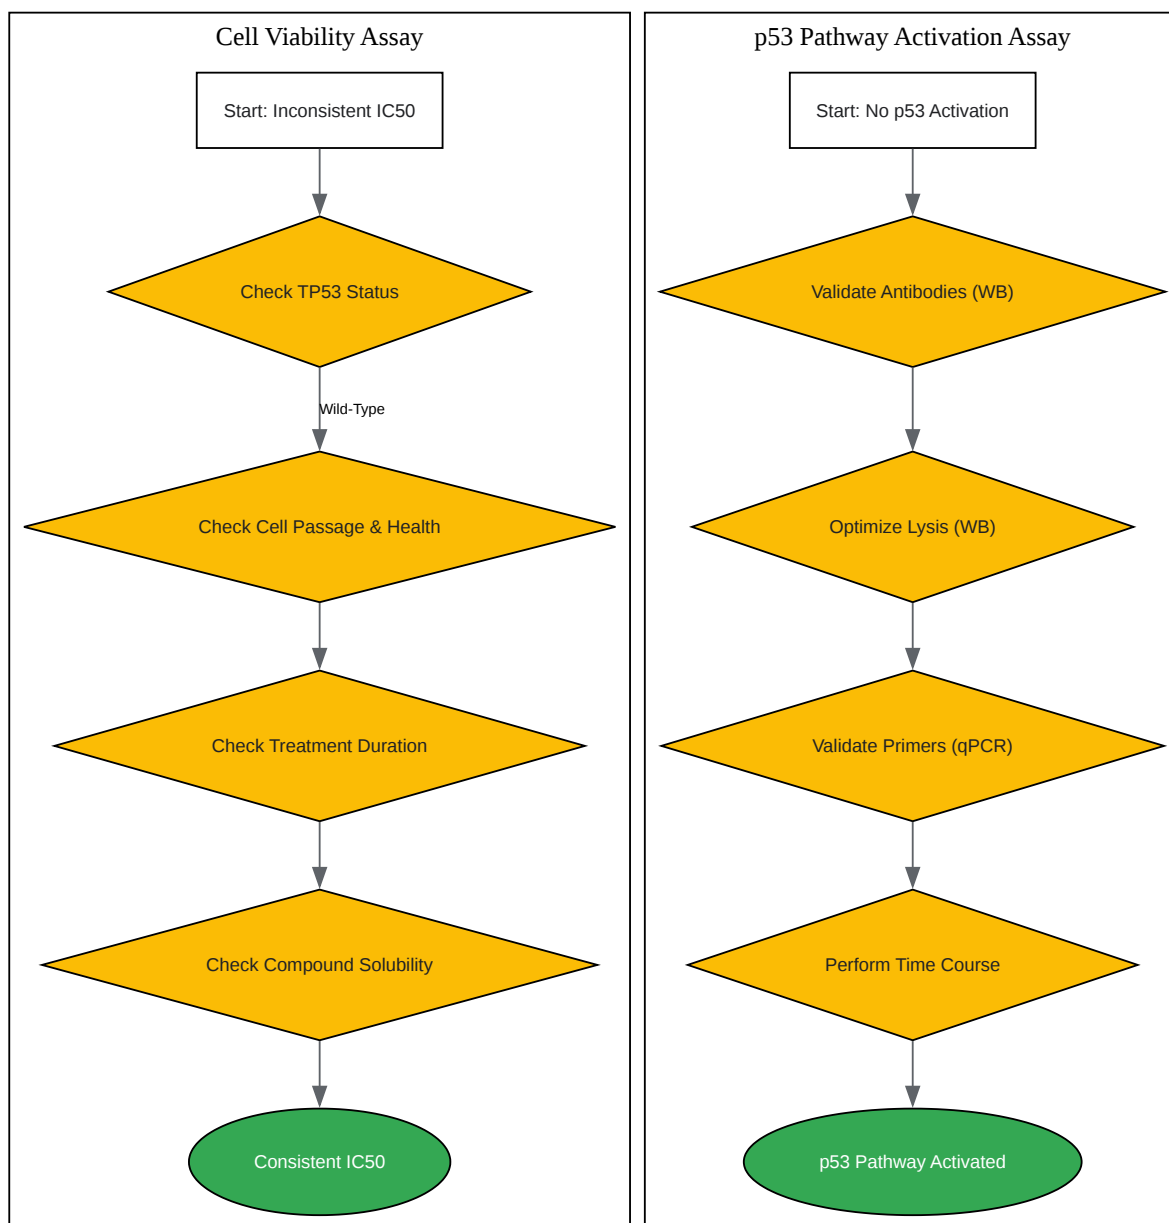 Cell Viability Assay
Start: Inconsistent IC50
Check TP53 Status
Wild-Type
Check Cell Passage & Health
Check Treatment Duration
Check Compound Solubility
Consistent IC50
p53 Pathway Activation Assay
Start: No p53 Activation
Validate Antibodies (WB)
Optimize Lysis (WB)
Validate Primers (qPCR)
Perform Time Course
p53 Pathway Activated